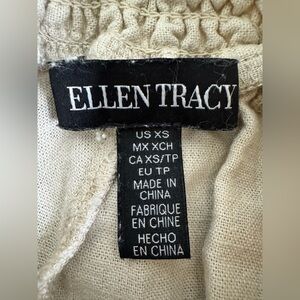 ELLEN TRACY
US XS
MX XCH
CA XS/TP
EU TP
MADE IN
CHINA
FABRIQUE
EN CHINE
HECHO
EN CHINA